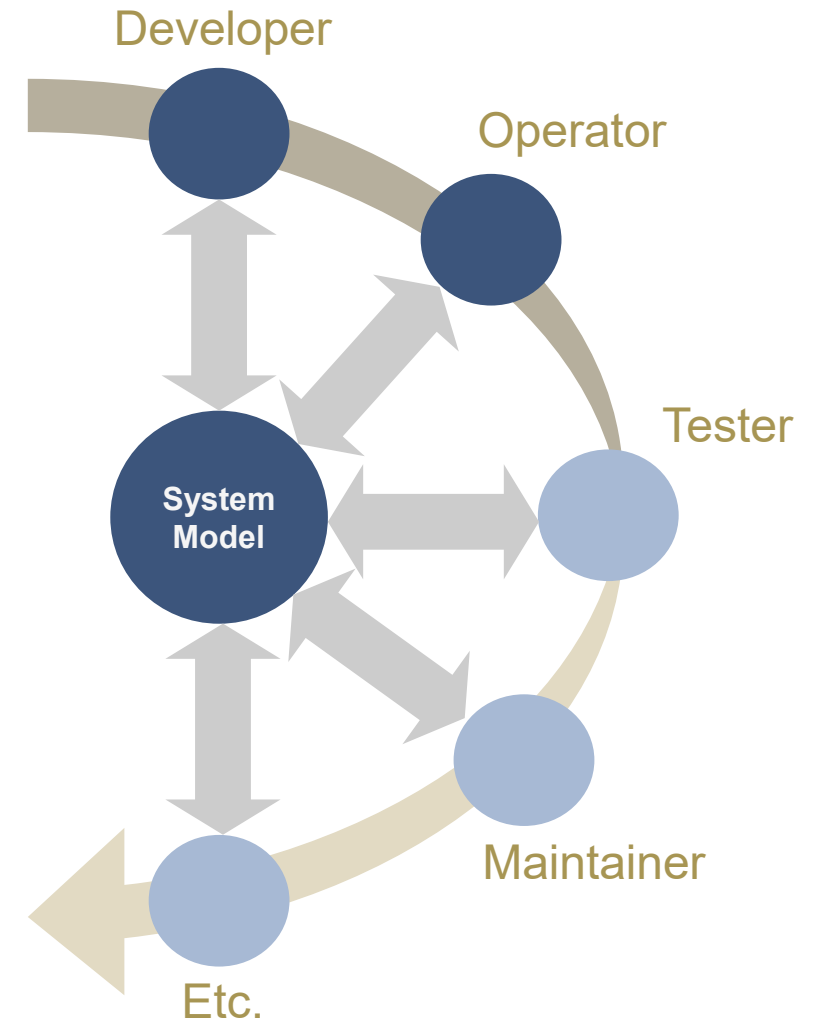 Developer
Operator
Tester
System
Model
Maintainer
Etc.